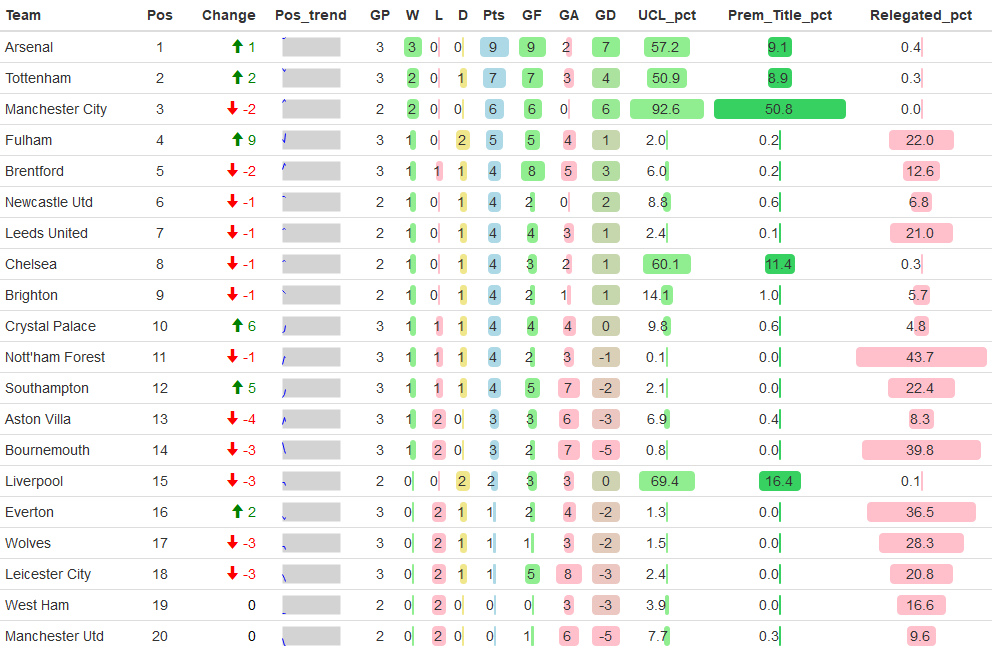 Team Pos Change Pos_trend GP W L D Pts GF GA GD UCL_pct Prem_Title_pct Relegated_pct
Arsenal 1 1 3 3 0 0 9 9 2 7 57.2 9.1 0.4
Tottenham 2 2 3 2 0 1 7 7 3 4 50.9 8.9 0.3
Manchester City 3 -2 2 2 0 0 6 6 0 6 92.6 50.8 0.0
Fulham 4 9 3 1 0 2 5 5 4 1 2.0 0.2 22.0
Brentford 5 -2 3 1 1 1 4 8 5 3 6.0 0.2 12.6
Newcastle Utd 6 -1 2 1 0 1 4 2 0 2 8.8 0.6 6.8
Leeds United 7 -1 2 1 0 1 4 4 3 1 2.4 0.1 21.0
Chelsea 8 -1 2 1 0 1 4 3 2 1 60.1 11.4 0.3
Brighton 9 -1 2 1 0 1 4 2 1 1 14.1 1.0 5.7
Crystal Palace 10 6 3 1 1 1 4 4 4 0 9.8 0.6 4.8
Nott'ham Forest 11 -1 3 1 1 1 4 2 3 -1 0.1 0.0 43.7
Southampton 12 5 3 1 1 1 4 5 7 -2 2.1 0.0 22.4
Aston Villa 13 -4 3 1 2 0 3 3 6 -3 6.9 0.4 8.3
Bournemouth 14 -3 3 1 2 0 3 2 7 -5 0.8 0.0 39.8
Liverpool 15 -3 2 0 0 2 2 3 3 0 69.4 16.4 0.1
Everton 16 2 3 0 2 1 1 2 4 -2 1.3 0.0 36.5
Wolves 17 -3 3 0 2 1 1 1 3 -2 1.5 0.0 28.3
Leicester City 18 -3 3 0 2 1 1 5 8 -3 2.4 0.0 20.8
West Ham 19 0 2 0 2 0 0 0 3 -3 3.9 0.0 16.6
Manchester Utd 20 0 2 0 2 0 0 1 6 -5 7.7 0.3 9.6